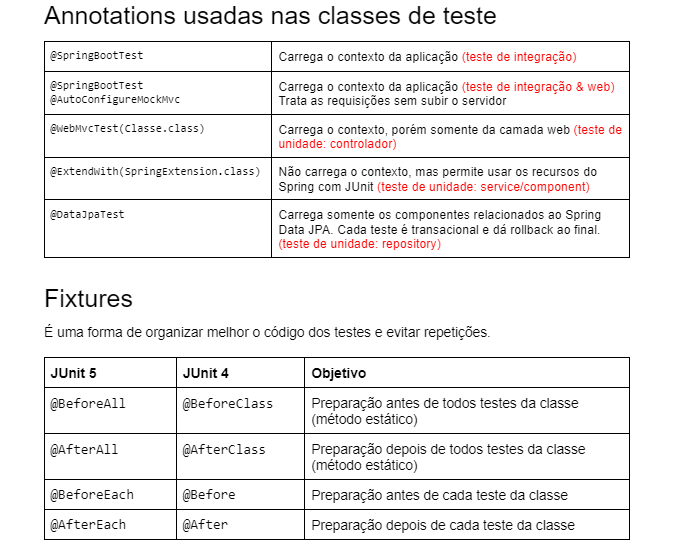 Annotations usadas nas classes de teste
@SpringBootTest
Carrega o contexto da aplicação (teste de integração)
@SpringBootTest
@AutoConfigureMockMvc
Carrega o contexto da aplicação (teste de integração & web)
Trata as requisições sem subir o servidor
@WebMvcTest(Classe.class)
Carrega o contexto, porém somente da camada web (teste de
unidade: controlador)
@ExtendWith(SpringExtension.class)
Não carrega o contexto, mas permite usar os recursos do
Spring com JUnit (teste de unidade: service/component)
@DataJpaTest
Carrega somente os componentes relacionados ao Spring
Data JPA. Cada teste é transacional e dá rollback ao final.
(teste de unidade: repository)
Fixtures
É uma forma de organizar melhor o código dos testes e evitar repetições.
JUnit 5 JUnit 4 Objetivo
@BeforeAll @BeforeClass Preparação antes de todos testes da classe
(método estático)
@AfterAll @AfterClass Preparação depois de todos testes da classe
(método estático)
@BeforeEach @Before Preparação antes de cada teste da classe
@AfterEach @After Preparação depois de cada teste da classe